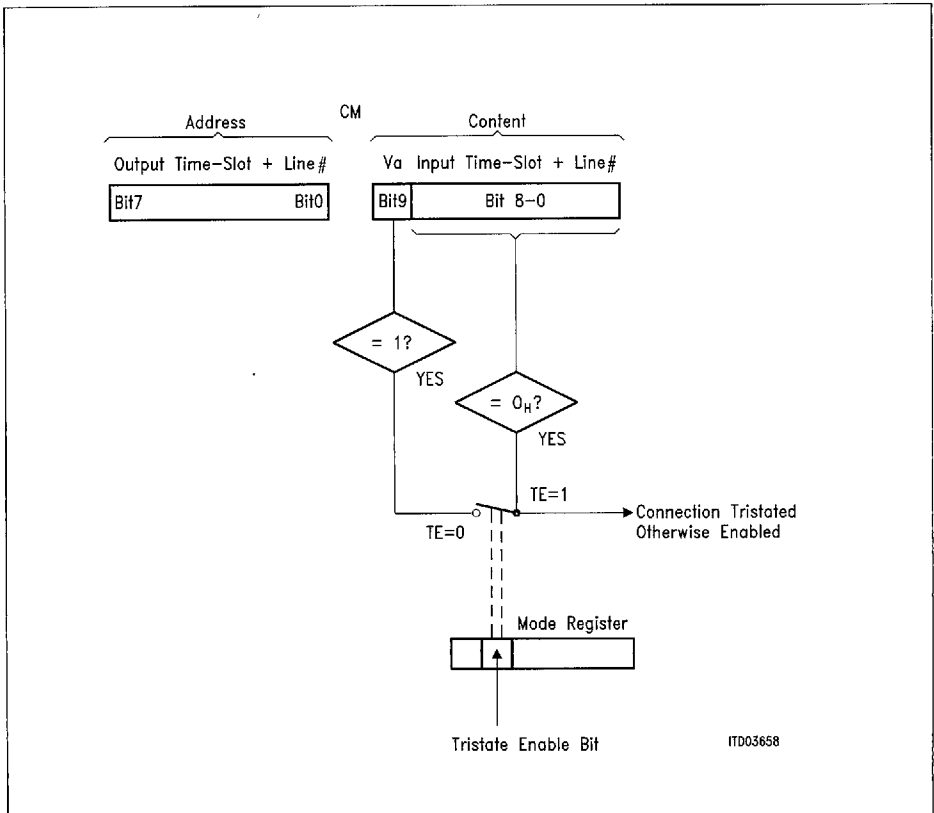 CM
Address
Content
Output Time-Slot + Line#
Va Input Time-Slot + Line#
Bit7 Bit0
Bit9 Bit 8-0
= 1?
YES
= 0H?
YES
TE=1
TE=0
Connection Tristated
Otherwise Enabled
Mode Register
Tristate Enable Bit
ITD03658